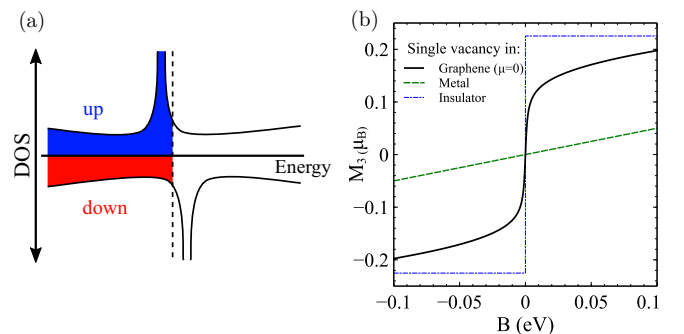 (a)
DOS
up
down
Energy
(b)
M₃ (μB)
0.2
0.1
0
−0.1
−0.2
Single vacancy in:
Graphene (μ=0)
Metal
Insulator
−0.1
−0.05
0
0.05
0.1
B (eV)